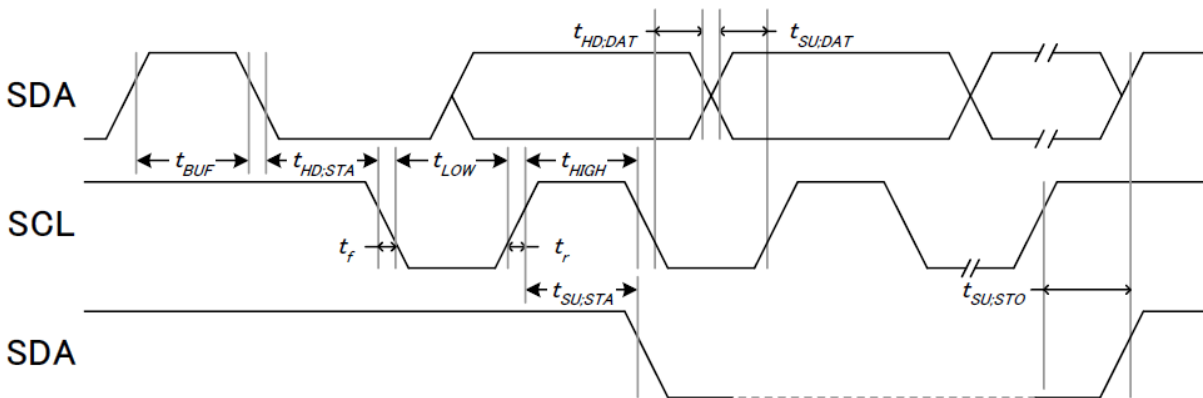 tHD;DAT tSU;DAT
SDA
tBUF tHD;STA tLOW tHIGH
SCL
tf tr
tSU;STA tSU;STO
SDA